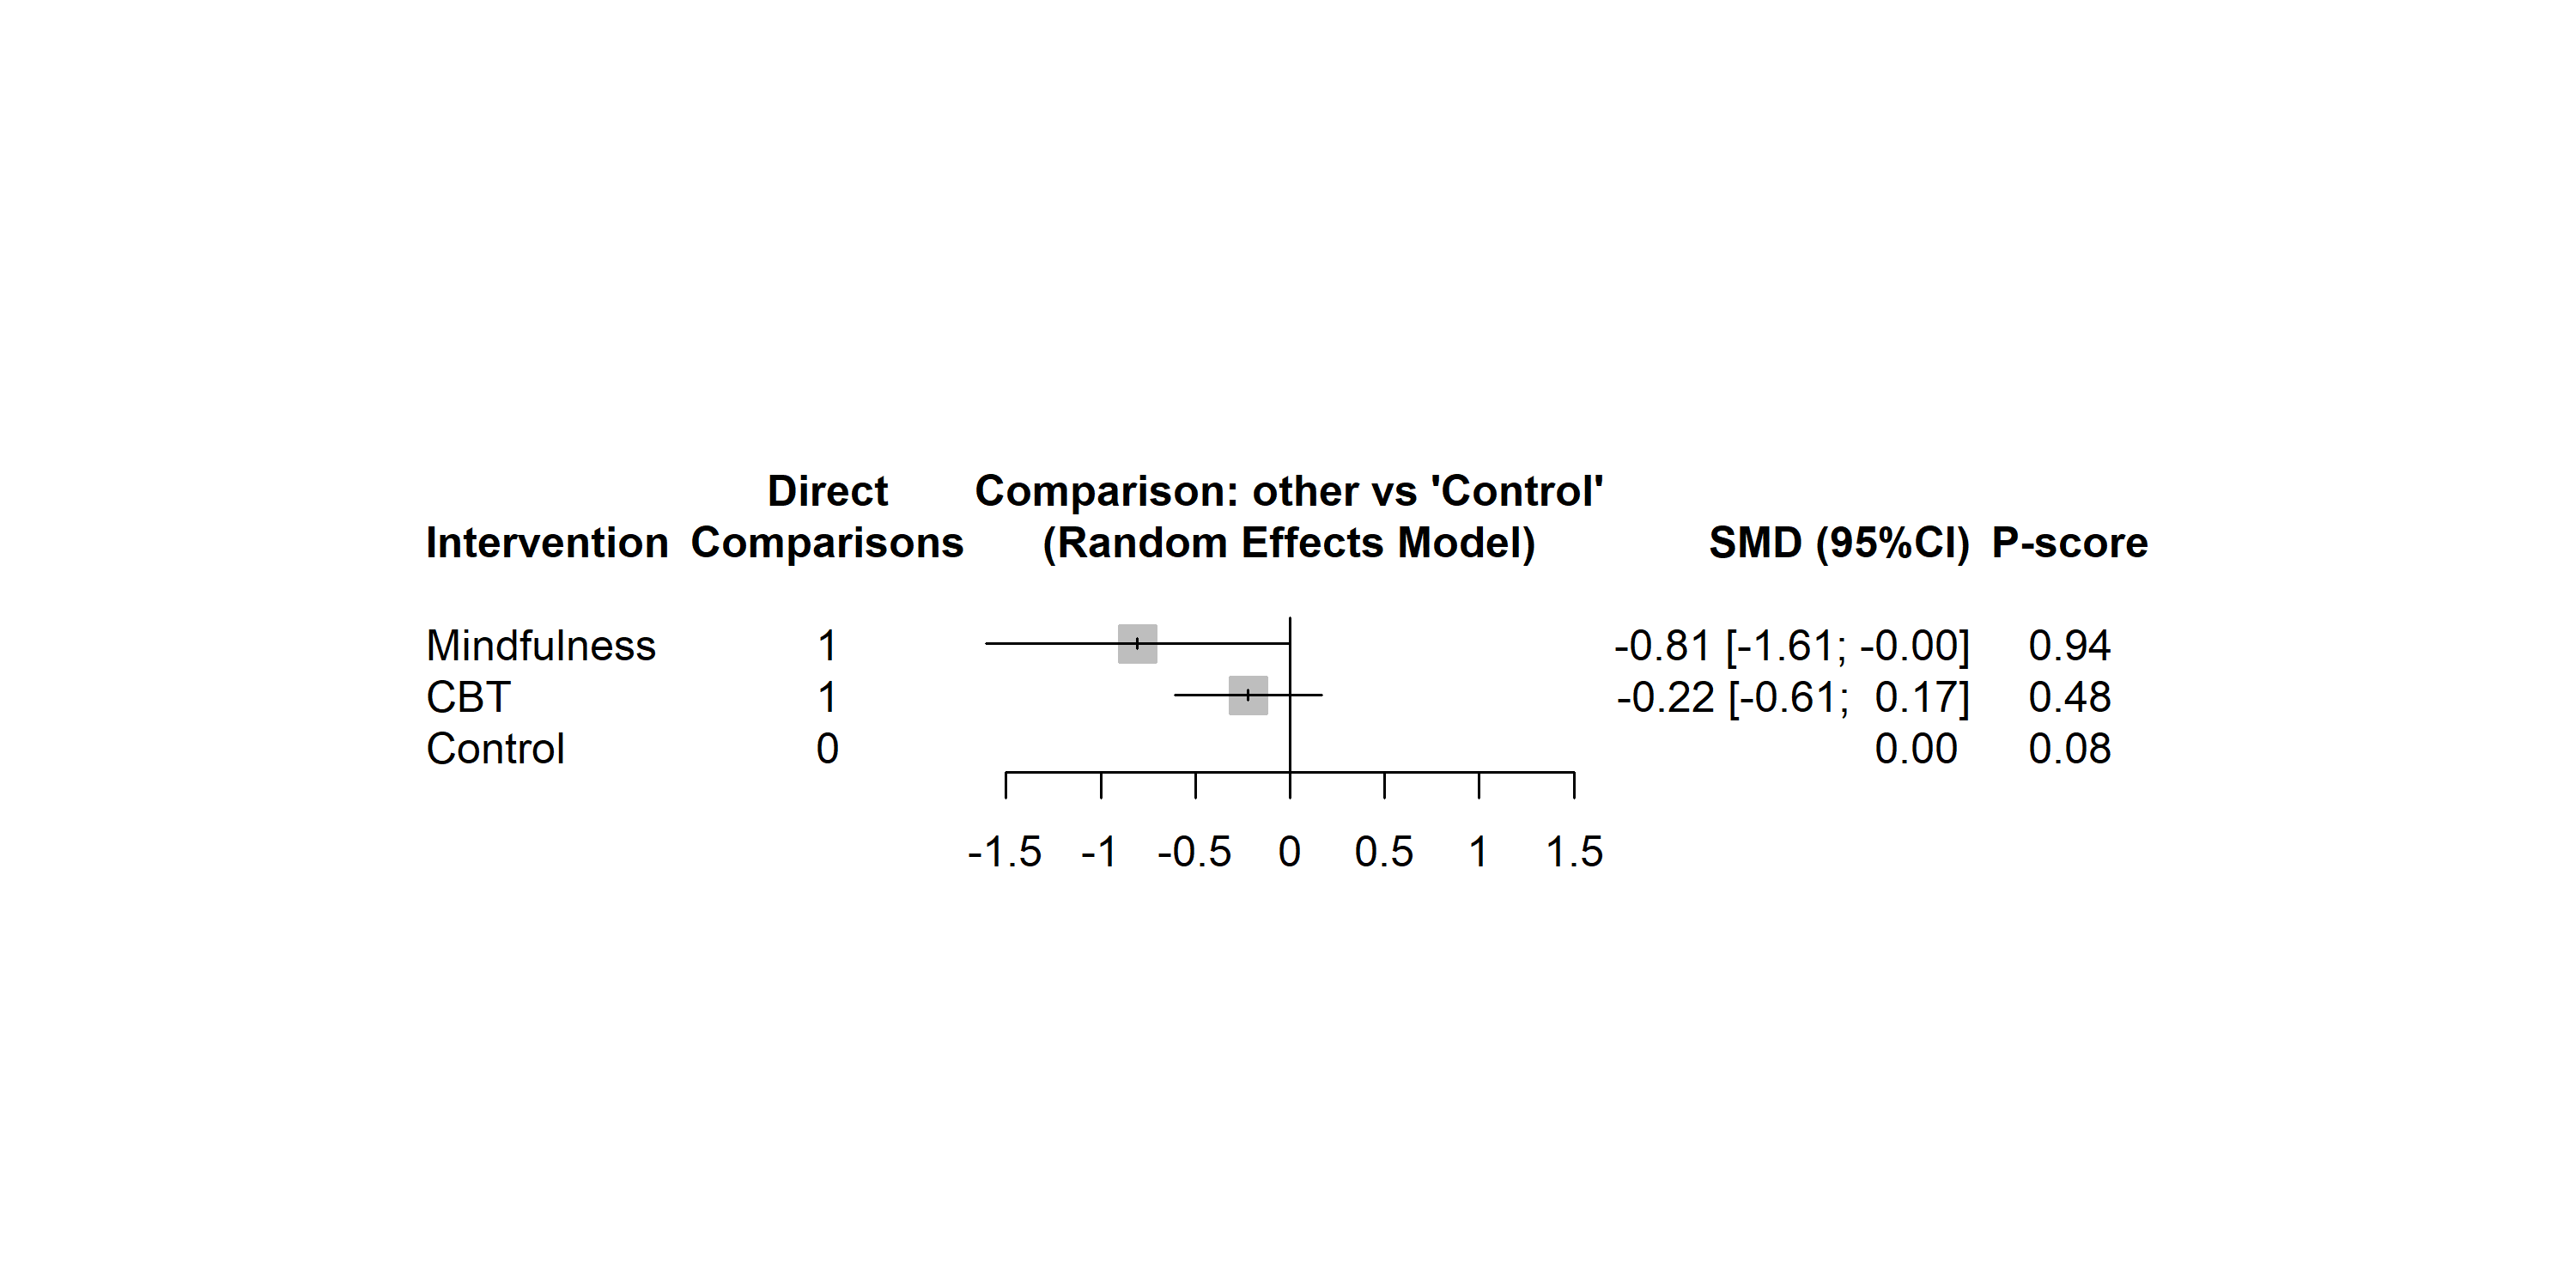 Direct Comparison: other vs 'Control'
Intervention Comparisons (Random Effects Model) SMD (95%CI) P-score
Mindfulness 1 -0.81 [-1.61; -0.00] 0.94
CBT 1 -0.22 [-0.61; 0.17] 0.48
Control 0 0.00 0.08
-1.5 -1 -0.5 0 0.5 1 1.5